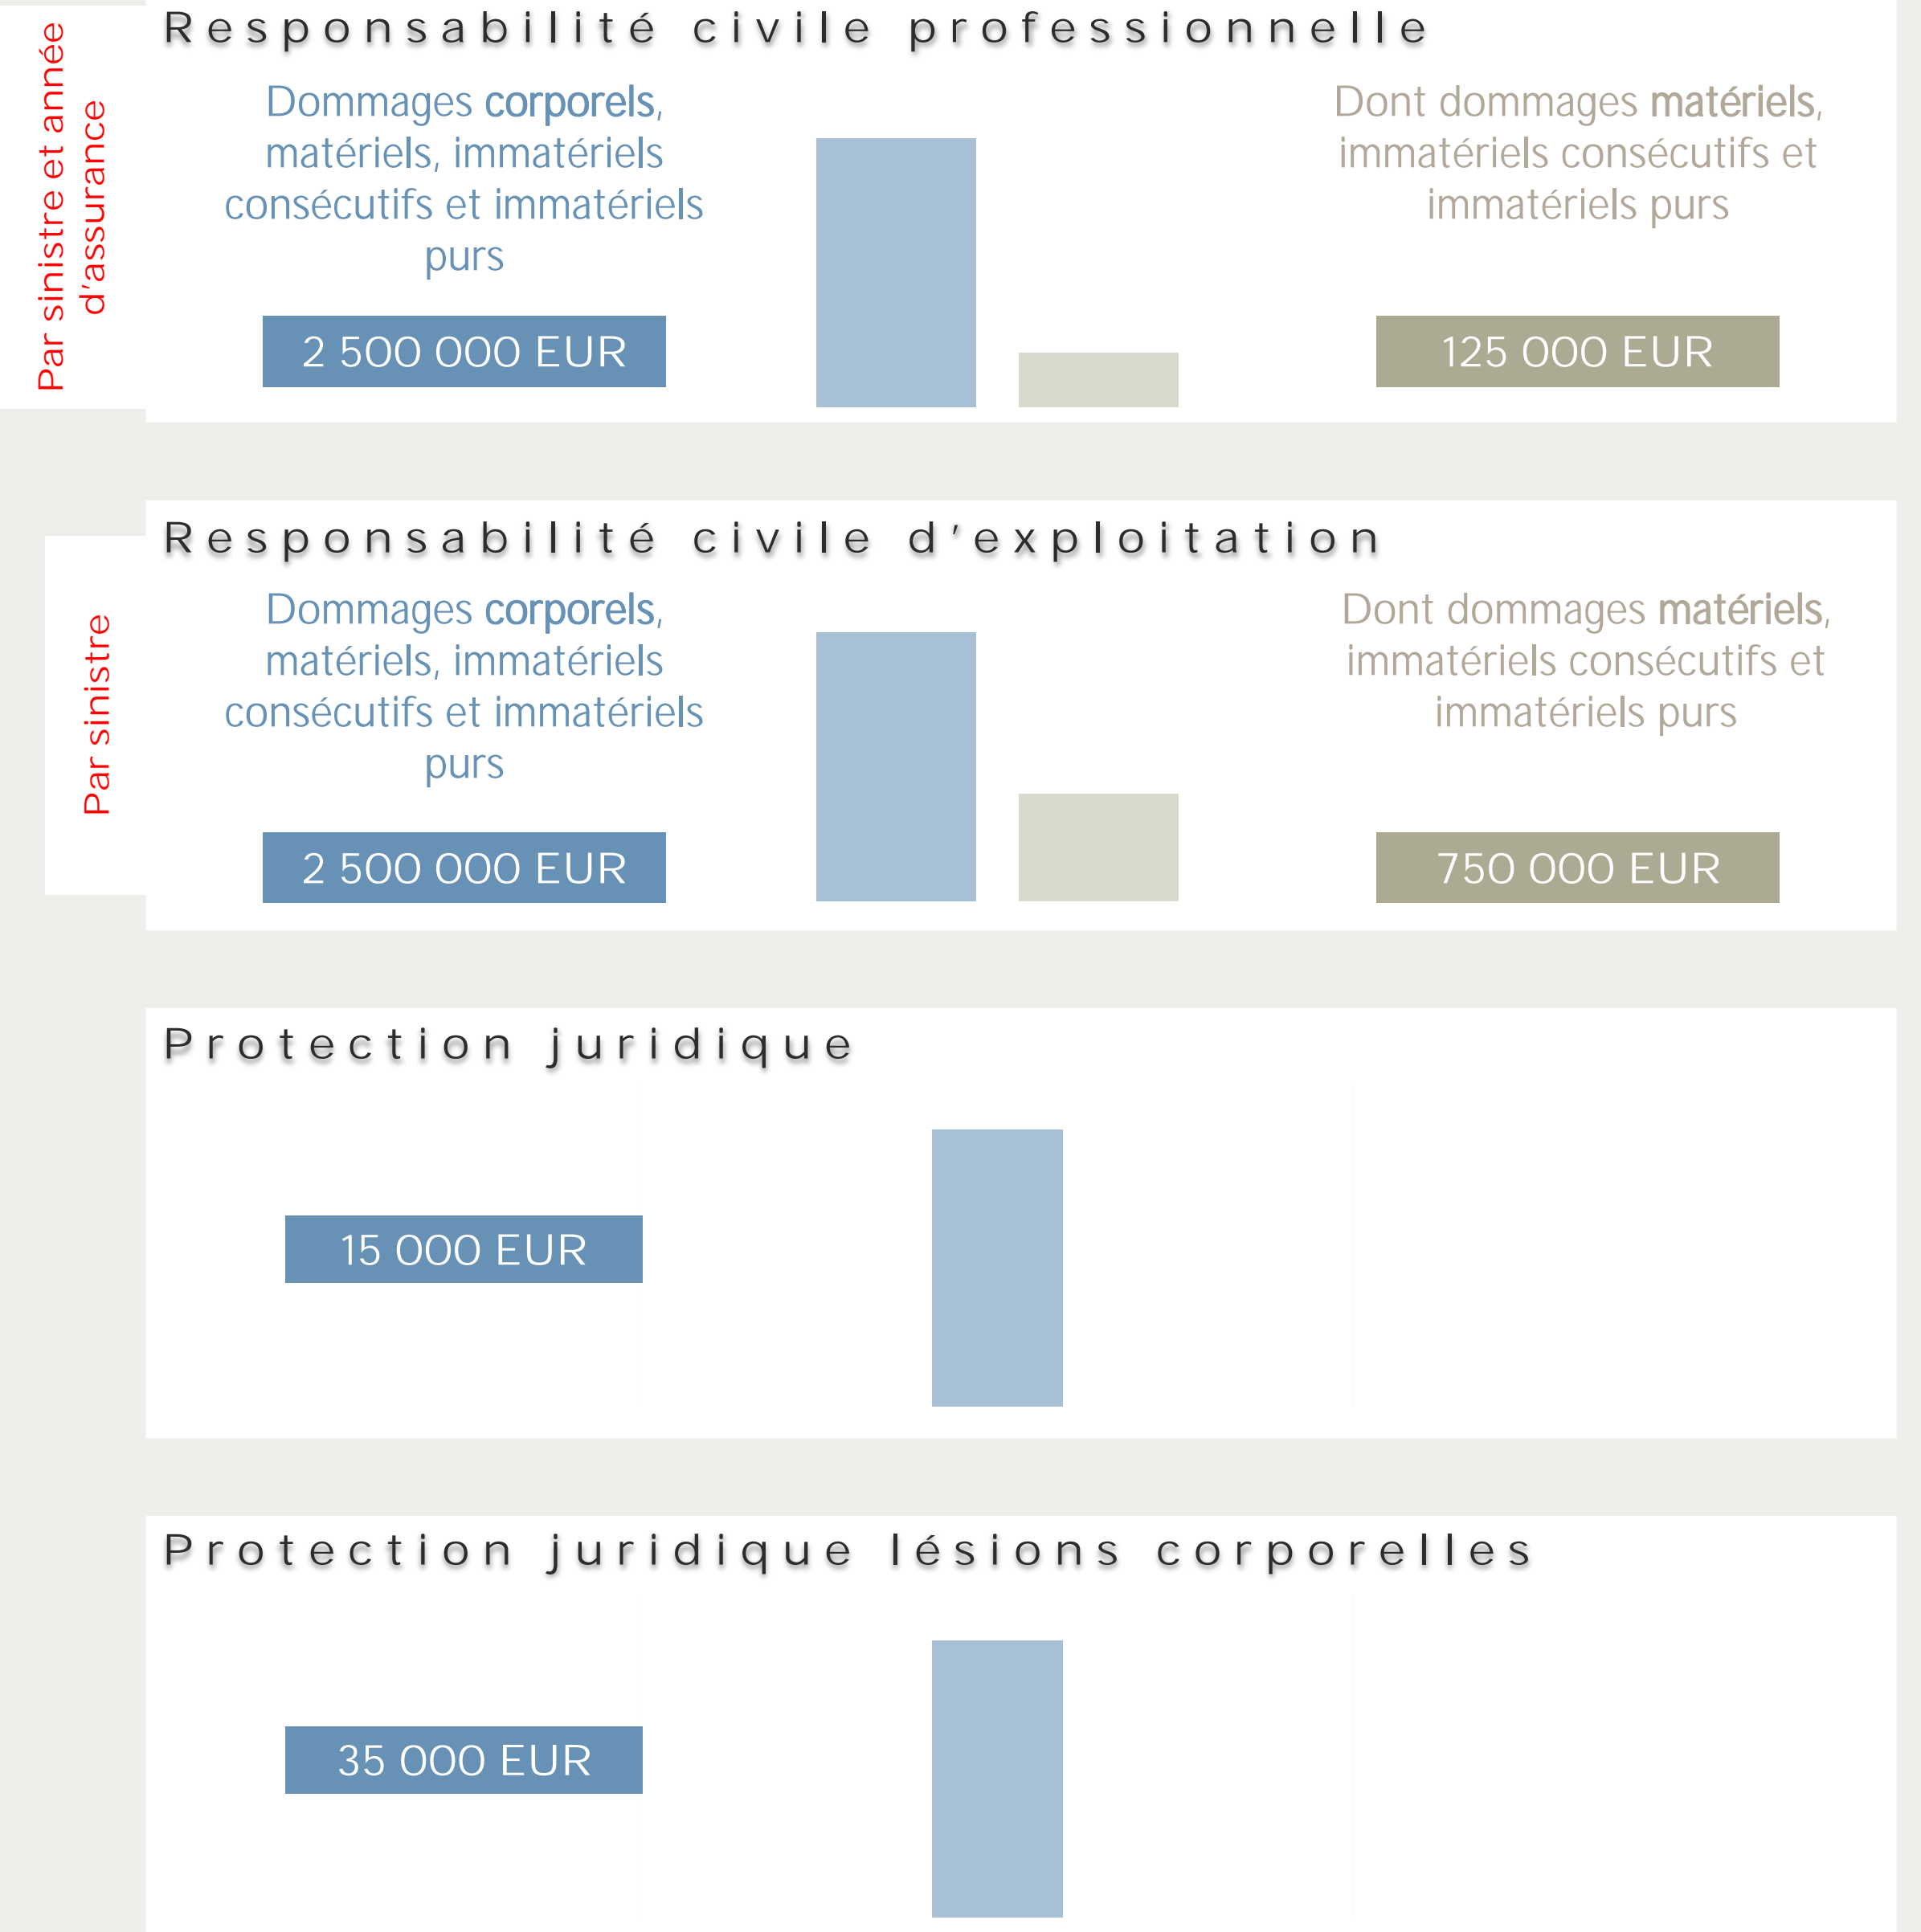 Responsabilité civile professionnelle
Par sinistre et année
d'assurance
Dommages corporels,
matériels, immatériels
consécutifs et immatériels
purs
2 500 000 EUR
Dont dommages matériels,
immatériels consécutifs et
immatériels purs
125 000 EUR
Responsabilité civile d'exploitation
Par sinistre
Dommages corporels,
matériels, immatériels
consécutifs et immatériels
purs
2 500 000 EUR
Dont dommages matériels,
immatériels consécutifs et
immatériels purs
750 000 EUR
Protection juridique
15 000 EUR
Protection juridique lésions corporelles
35 000 EUR